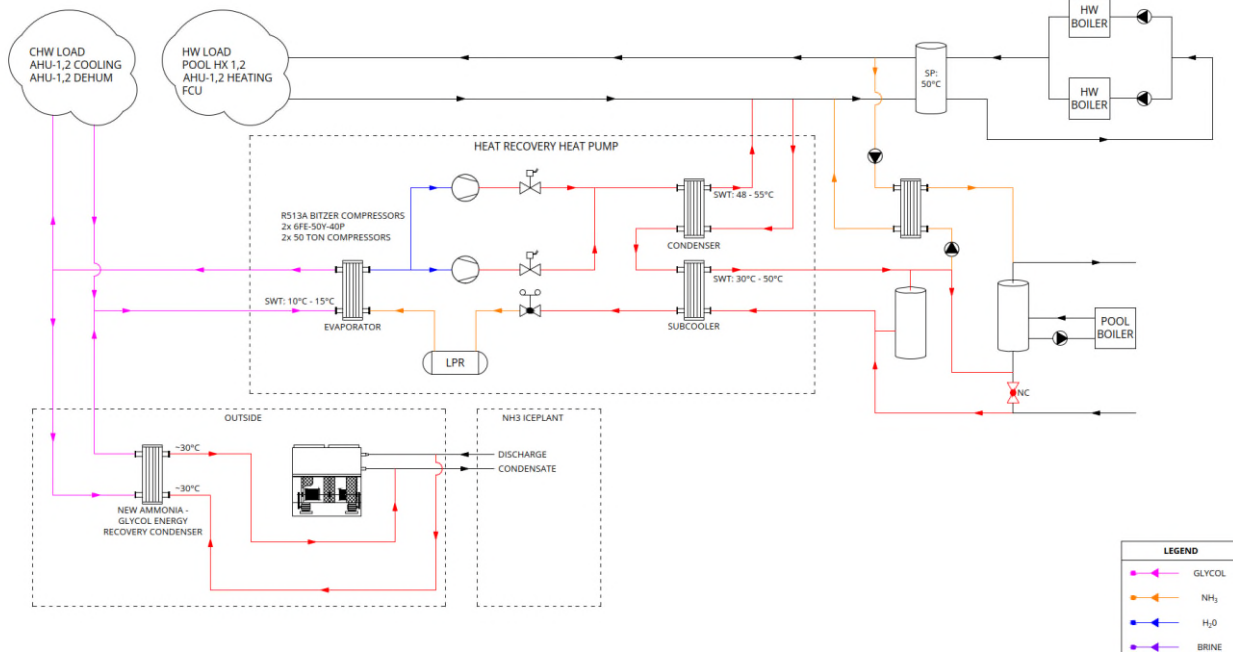 CHW LOAD
AHU-1,2 COOLING
AHU-1,2 DEHUM
HW LOAD
POOL HX 1,2
AHU-1,2 HEATING
FCU
SP:
50°C
HW
BOILER
HW
BOILER
HEAT RECOVERY HEAT PUMP
R513A BITZER COMPRESSORS
2x 6FE-50Y-40P
2x 50 TON COMPRESSORS
SWT: 48 - 55°C
CONDENSER
SWT: 10°C - 15°C
EVAPORATOR
SWT: 30°C - 50°C
SUBCOOLER
LPR
POOL
BOILER
NC
OUTSIDE
NH3 ICEPLANT
~30°C
~30°C
DISCHARGE
CONDENSATE
NEW AMMONIA -
GLYCOL ENERGY
RECOVERY CONDENSER
LEGEND
GLYCOL
NH₃
H₂0
BRINE